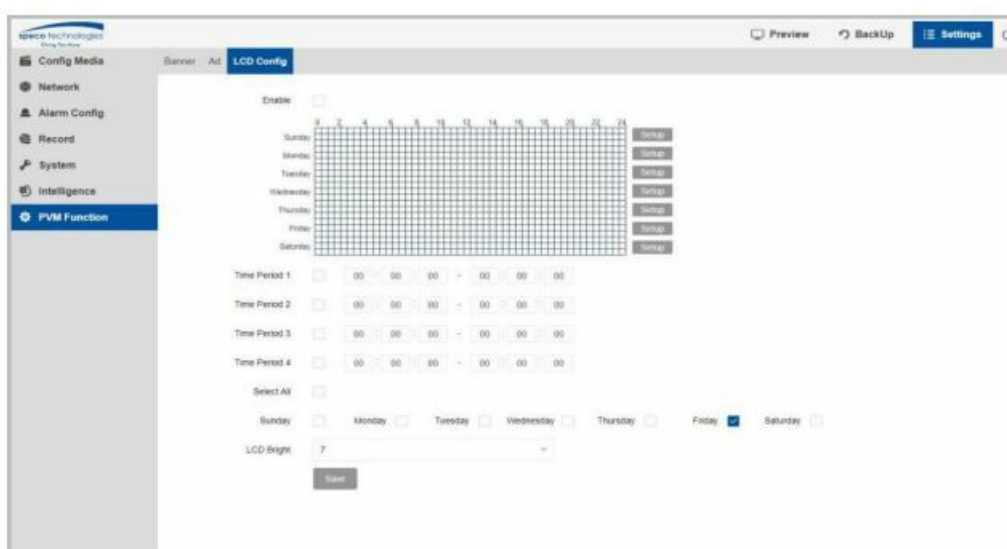 speco technologies
Preview
BackUp
Settings
Config Media
Network
Alarm Config
Record
System
Intelligence
PVM Function
Banner Ad LCD Config
Enable
0 2 4 6 8 10 12 14 16 18 20 22 24
Sunday Setup
Monday Setup
Tuesday Setup
Wednesday Setup
Thursday Setup
Friday Setup
Saturday Setup
Time Period 1 00 : 00 : 00 - 00 : 00 : 00
Time Period 2 00 : 00 : 00 - 00 : 00 : 00
Time Period 3 00 : 00 : 00 - 00 : 00 : 00
Time Period 4 00 : 00 : 00 - 00 : 00 : 00
Select All
Sunday Monday Tuesday Wednesday Thursday Friday Saturday
LCD Bright 7
Save